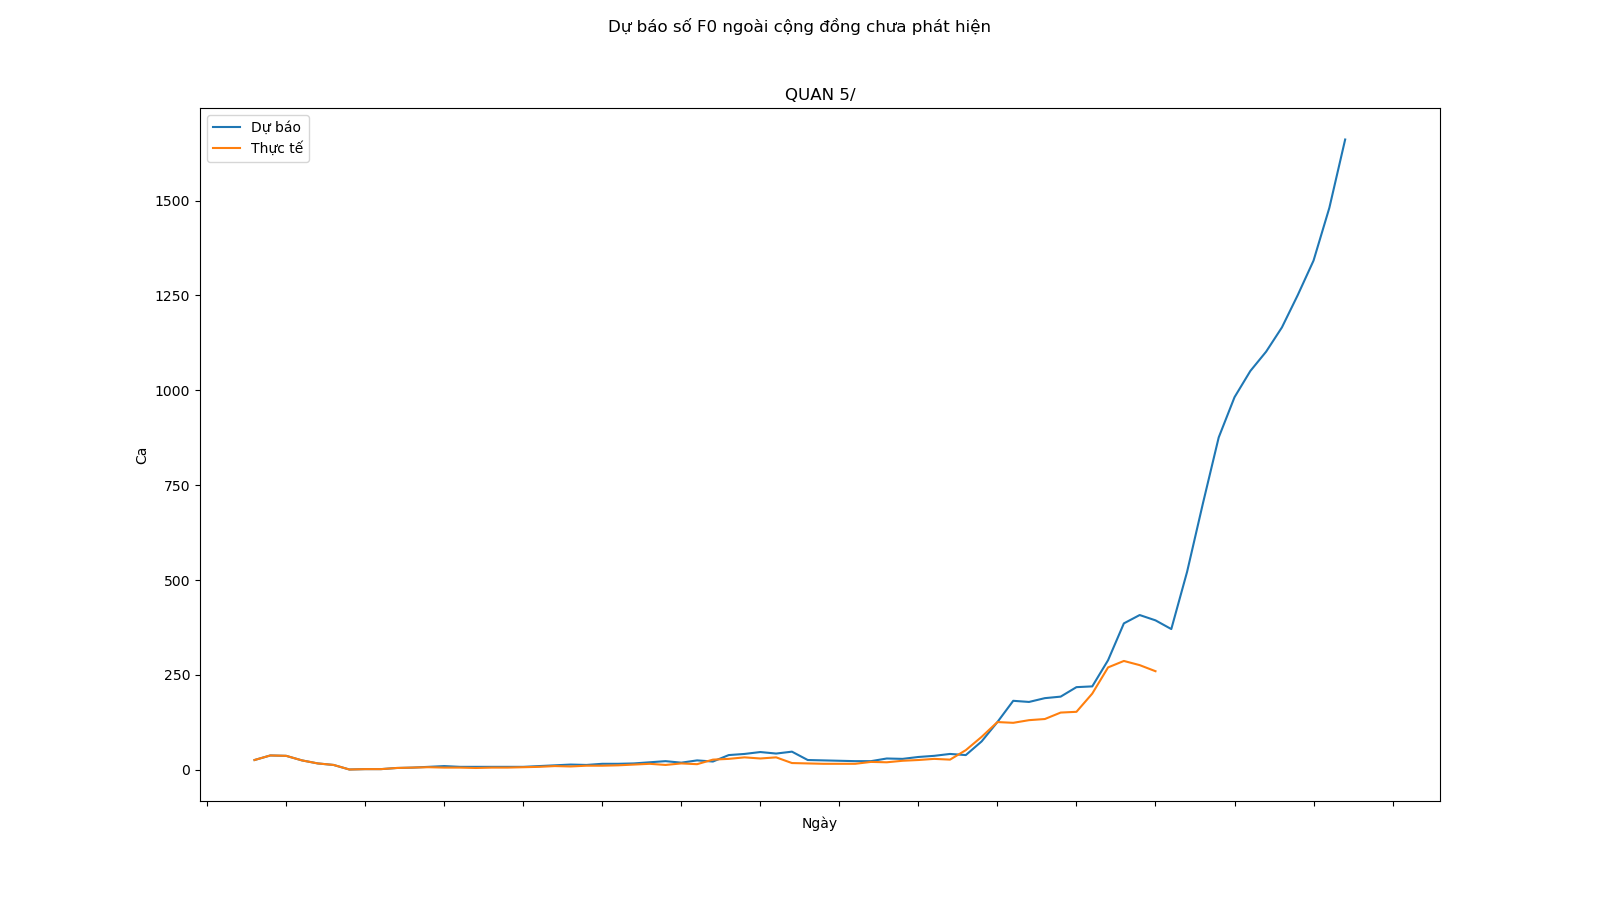 Dự báo số F0 ngoài cộng đồng chưa phát hiện
QUAN 5/
Dự báo
Thực tế
1500
1250
1000
750
500
250
0
Ca
Ngày